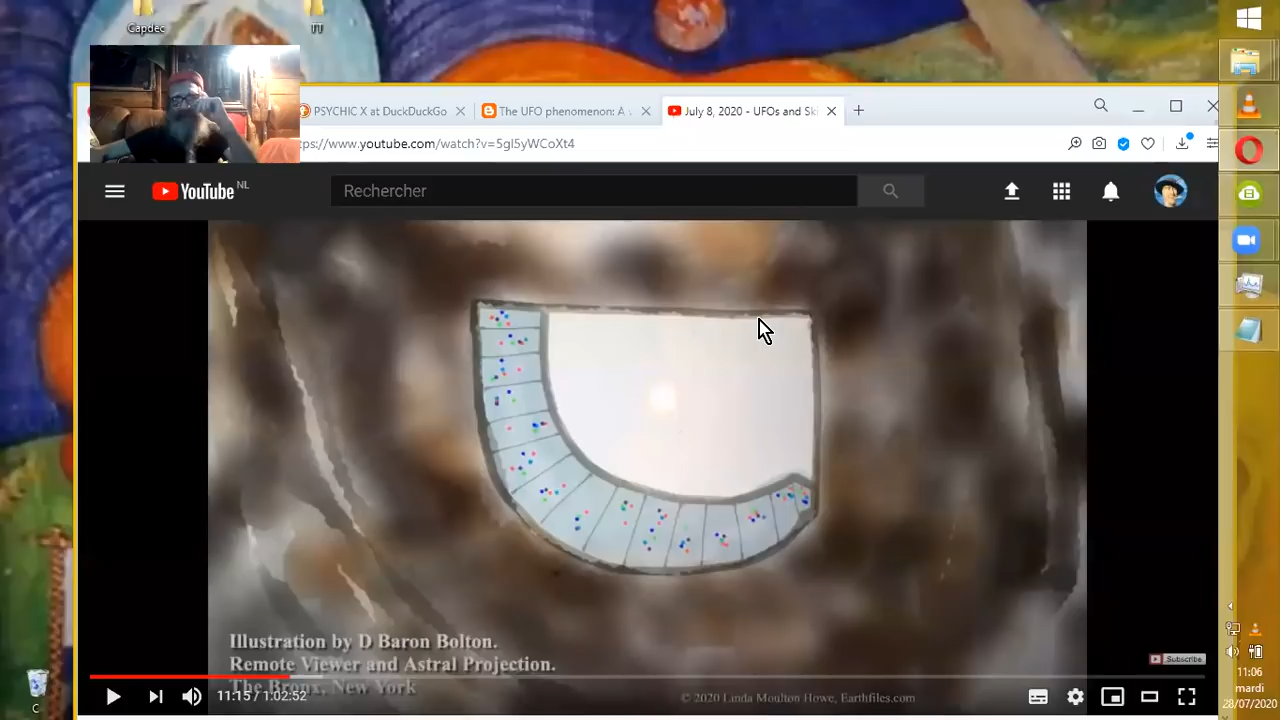 Capdec
TT
PSYCHIC X at DuckDuckGo
The UFO Phenomenon: A
July 8, 2020 - UFOs and Ski
ps://www.youtube.com/watch?v=5gI5yWCoXt4
YouTube NL
Rechercher
Illustration by D Baron Bolton.
Remote Viewer and Astral Projection.
The Bronx, New York
Subscribe
11:15 / 1:02:52
© 2020 Linda Moulton Howe, Earthfiles.com
C
11:06
mardi
28/07/2020